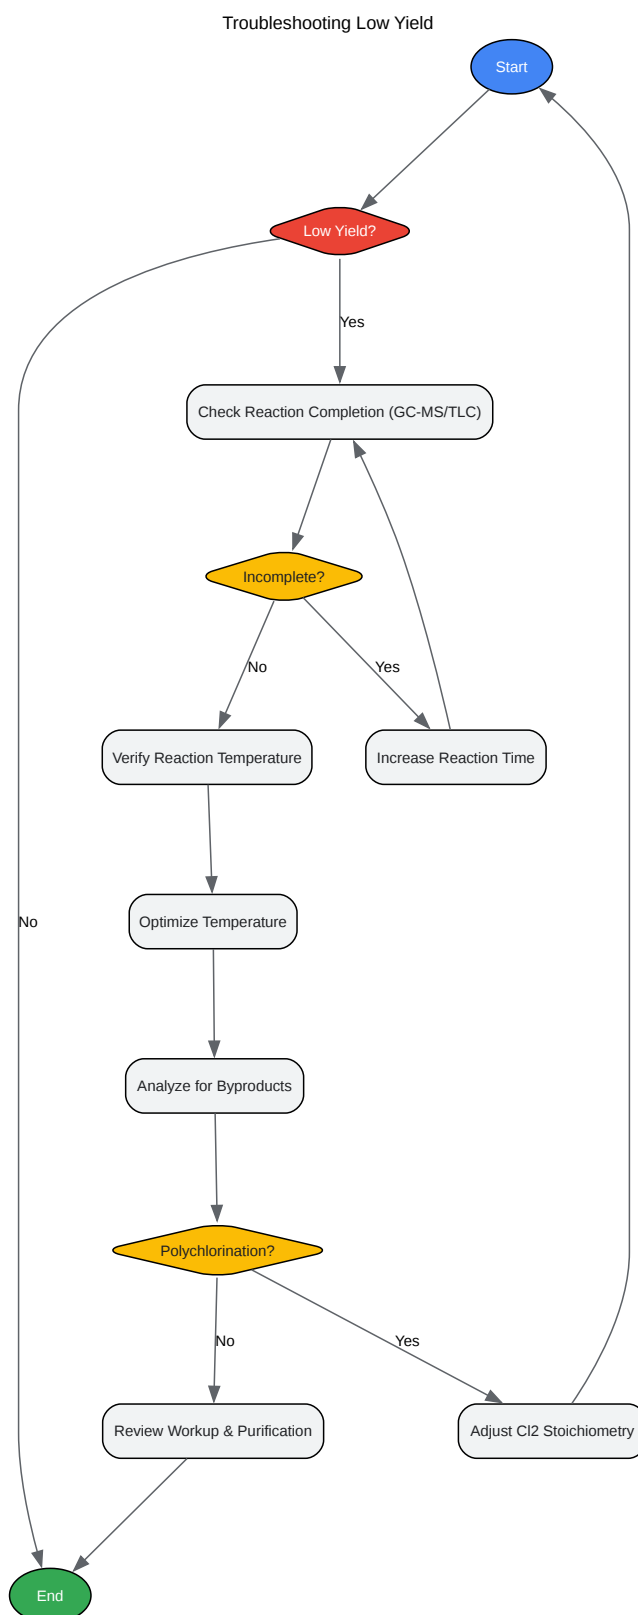 Troubleshooting Low Yield
Start
Low Yield?
Yes
Check Reaction Completion (GC-MS/TLC)
Incomplete?
No
Yes
Verify Reaction Temperature
Increase Reaction Time
Optimize Temperature
No
Analyze for Byproducts
Polychlorination?
No
Yes
Review Workup & Purification
Adjust Cl2 Stoichiometry
End